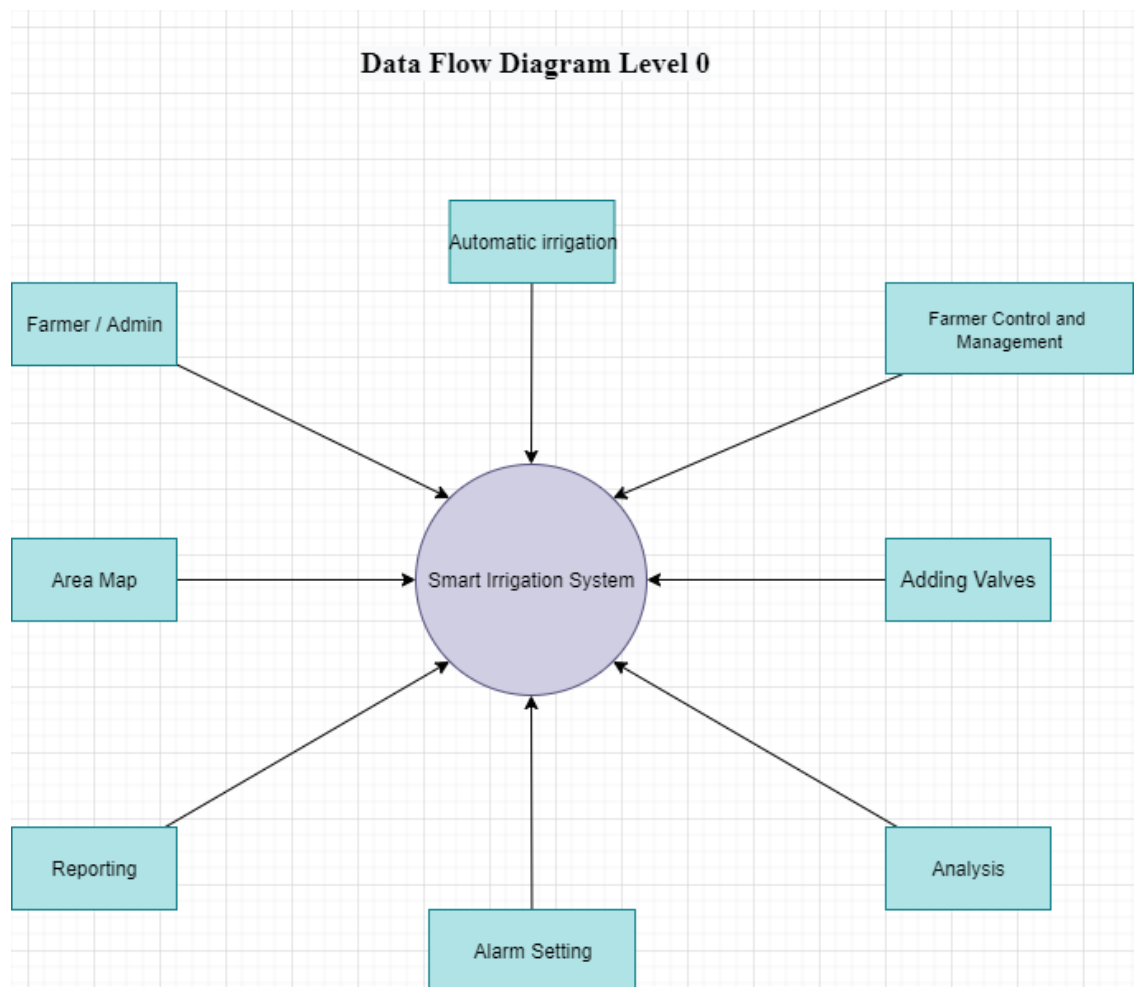 Data Flow Diagram Level 0
Automatic irrigation
Farmer / Admin
Farmer Control and
Management
Area Map
Smart Irrigation System
Adding Valves
Reporting
Analysis
Alarm Setting